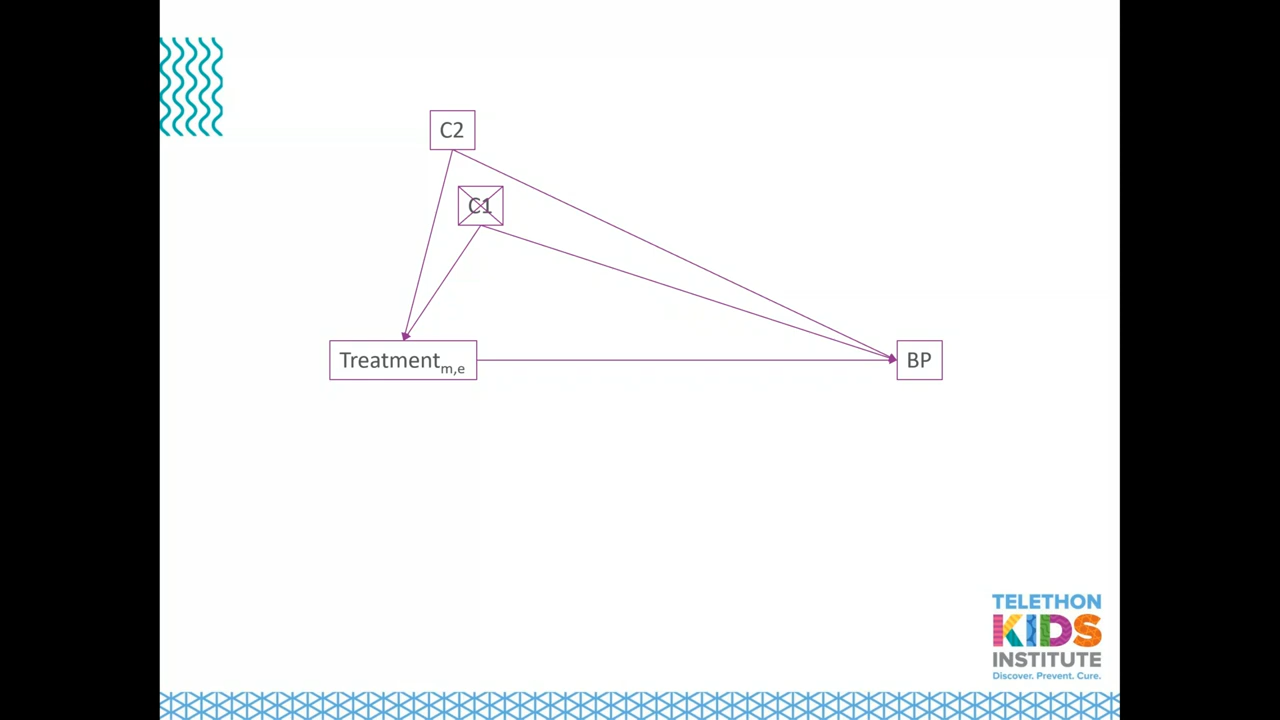 C2
C1
Treatmentm,e
BP
TELETHON
KIDS
INSTITUTE
Discover. Prevent. Cure.